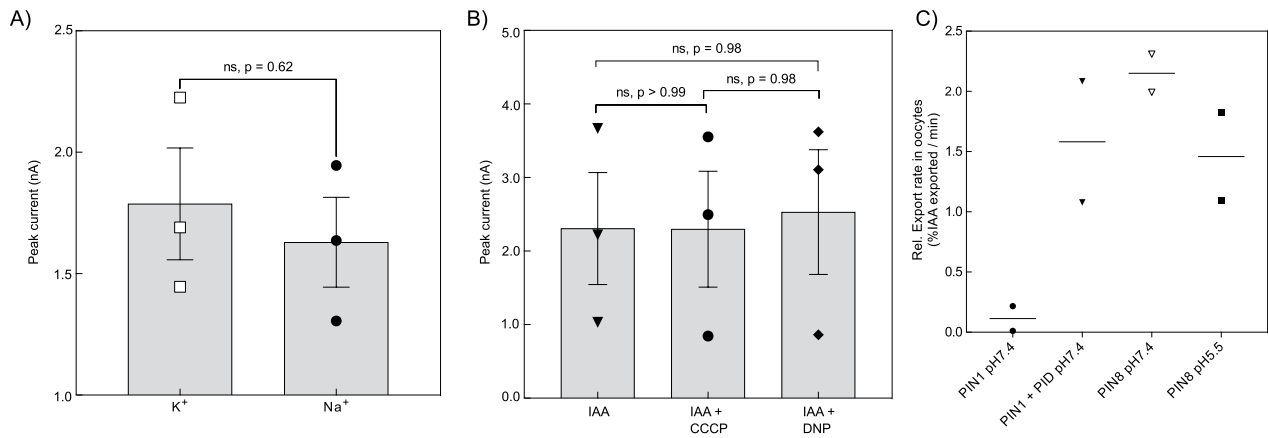 A)
2.5
2.0
1.5
1.0
Peak current (nA)
ns, p = 0.62
K⁺
Na⁺
B)
5.0
4.0
3.0
2.0
1.0
0.0
Peak current (nA)
ns, p = 0.98
ns, p > 0.99
ns, p = 0.98
IAA
IAA +
CCCP
IAA +
DNP
C)
2.5
2.0
1.5
1.0
0.5
0.0
Rel. Export rate in oocytes
(%IAA exported / min)
PIN1 pH7.4
PIN1 + PID pH7.4
PIN8 pH7.4
PIN8 pH5.5